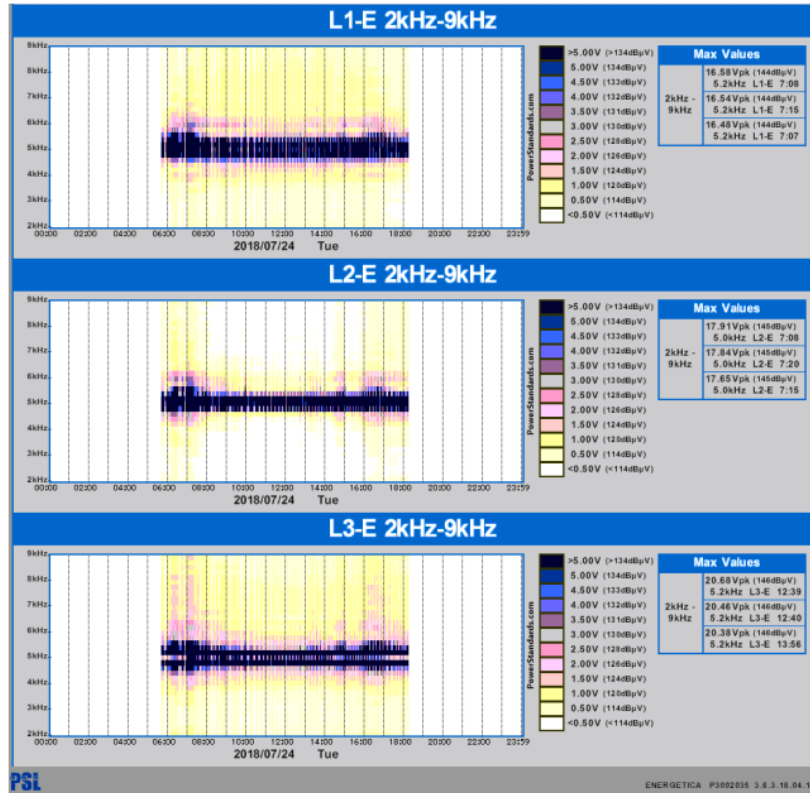 L1-E 2kHz-9kHz
9kHz
8kHz
7kHz
6kHz
5kHz
4kHz
3kHz
2kHz
00:00 02:00 04:00 06:00 08:00 10:00 12:00 14:00 16:00 18:00 20:00 22:00 23:59
2018/07/24 Tue
PowerStandards.com
>5.00V (>134dBµV)
5.00V (134dBµV)
4.50V (133dBµV)
4.00V (132dBµV)
3.50V (131dBµV)
3.00V (130dBµV)
2.50V (128dBµV)
2.00V (126dBµV)
1.50V (124dBµV)
1.00V (120dBµV)
0.50V (114dBµV)
<0.50V (<114dBµV)
Max Values
2kHz - 9kHz
16.58Vpk (144dBµV)
5.2kHz L1-E 7:08
16.54Vpk (144dBµV)
5.2kHz L1-E 7:15
16.48Vpk (144dBµV)
5.2kHz L1-E 7:07
L2-E 2kHz-9kHz
9kHz
8kHz
7kHz
6kHz
5kHz
4kHz
3kHz
2kHz
00:00 02:00 04:00 06:00 08:00 10:00 12:00 14:00 16:00 18:00 20:00 22:00 23:59
2018/07/24 Tue
PowerStandards.com
>5.00V (>134dBµV)
5.00V (134dBµV)
4.50V (133dBµV)
4.00V (132dBµV)
3.50V (131dBµV)
3.00V (130dBµV)
2.50V (128dBµV)
2.00V (126dBµV)
1.50V (124dBµV)
1.00V (120dBµV)
0.50V (114dBµV)
<0.50V (<114dBµV)
Max Values
2kHz - 9kHz
17.91Vpk (145dBµV)
5.0kHz L2-E 7:08
17.84Vpk (145dBµV)
5.0kHz L2-E 7:20
17.65Vpk (145dBµV)
5.0kHz L2-E 7:15
L3-E 2kHz-9kHz
9kHz
8kHz
7kHz
6kHz
5kHz
4kHz
3kHz
2kHz
00:00 02:00 04:00 06:00 08:00 10:00 12:00 14:00 16:00 18:00 20:00 22:00 23:59
2018/07/24 Tue
PowerStandards.com
>5.00V (>134dBµV)
5.00V (134dBµV)
4.50V (133dBµV)
4.00V (132dBµV)
3.50V (131dBµV)
3.00V (130dBµV)
2.50V (128dBµV)
2.00V (126dBµV)
1.50V (124dBµV)
1.00V (120dBµV)
0.50V (114dBµV)
<0.50V (<114dBµV)
Max Values
2kHz - 9kHz
20.68Vpk (146dBµV)
5.2kHz L3-E 12:39
20.46Vpk (146dBµV)
5.2kHz L3-E 12:40
20.38Vpk (146dBµV)
5.2kHz L3-E 13:56
PSL
ENERGETICA P3002035